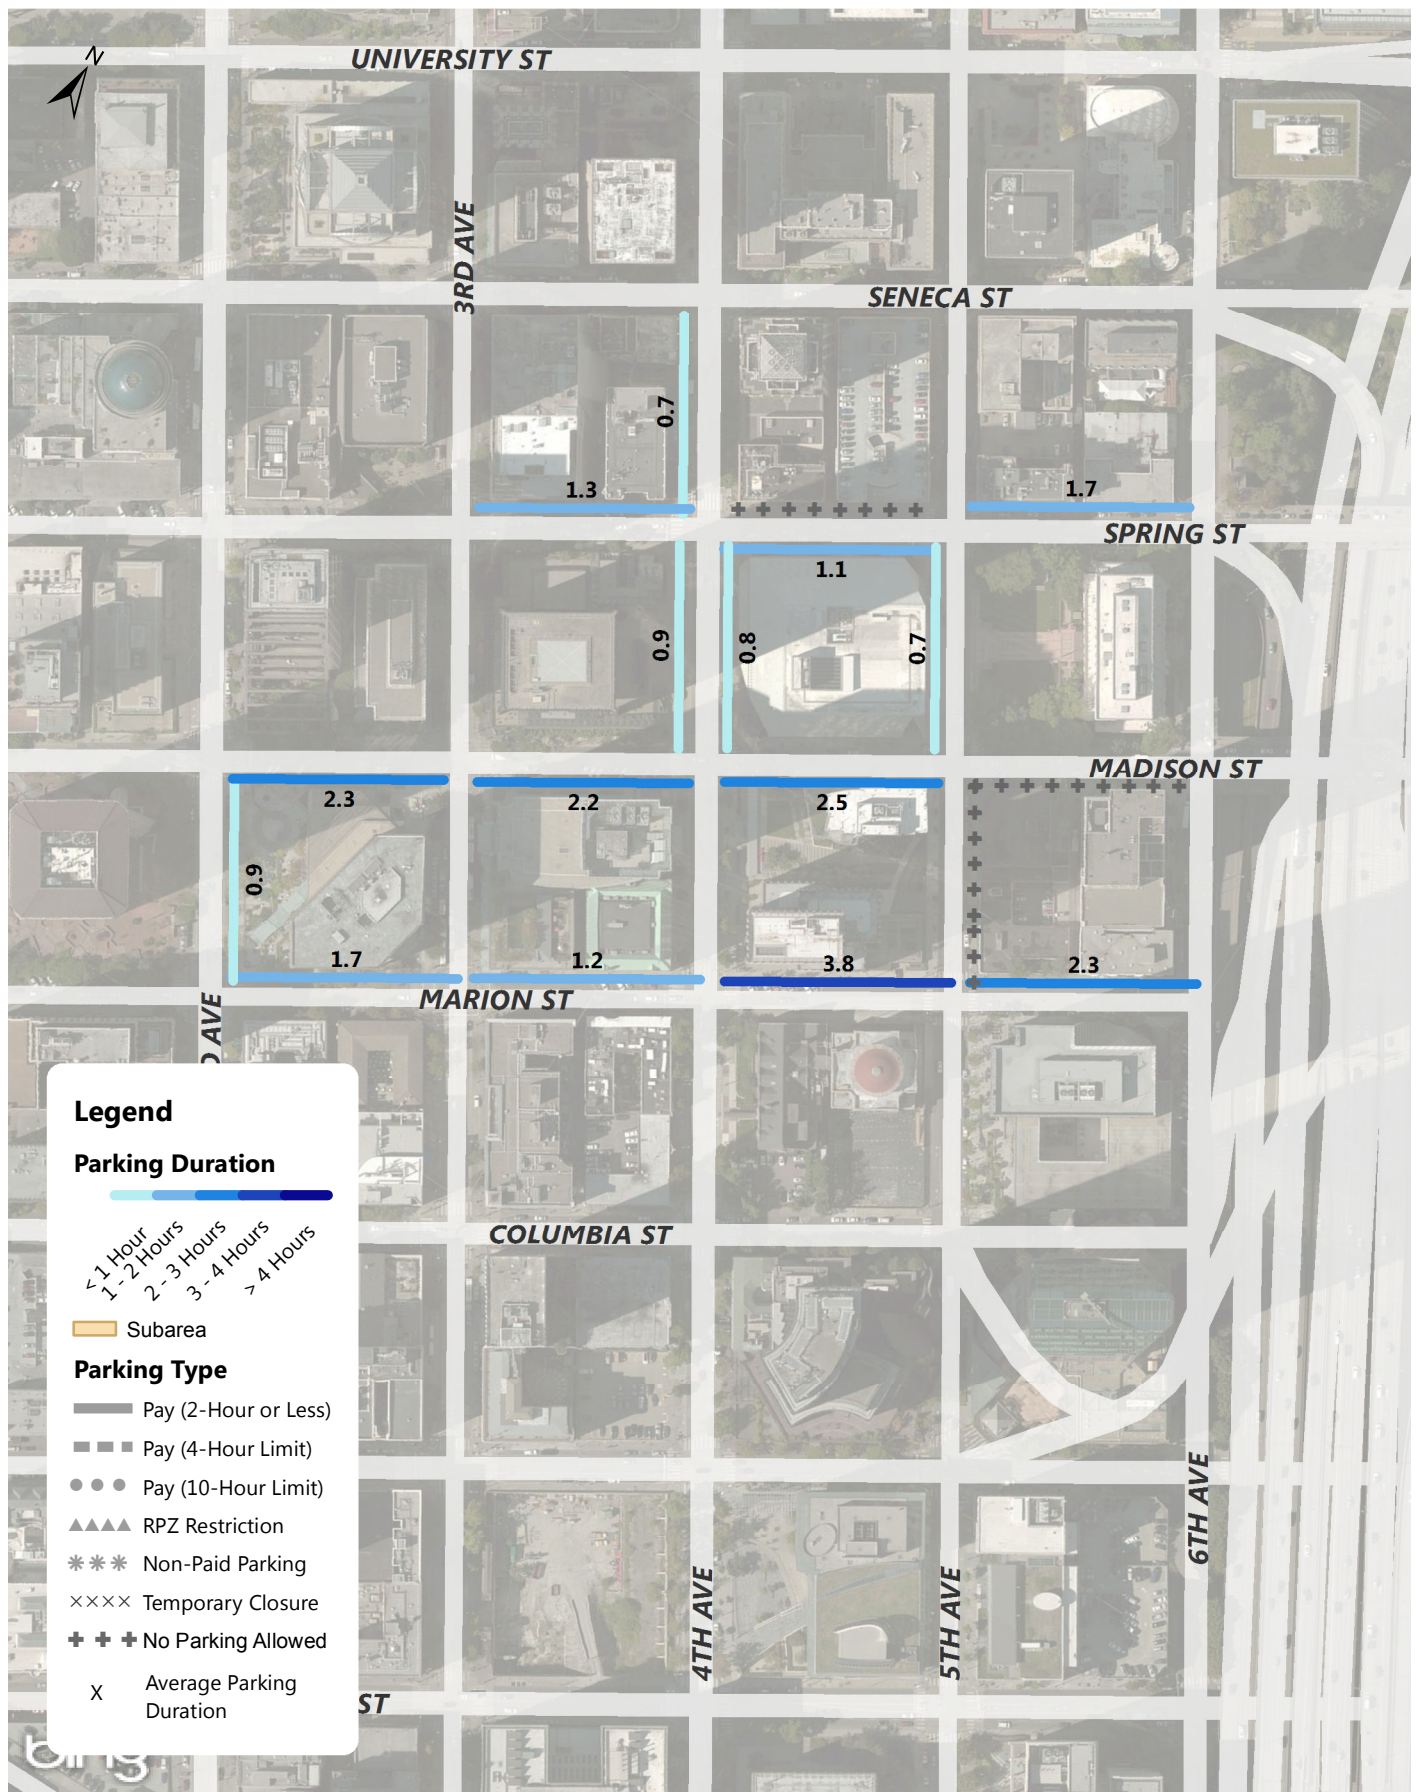 N
UNIVERSITY ST
3RD AVE
SENECA ST
0.7
1.3
1.7
SPRING ST
1.1
0.9
0.8
0.7
MADISON ST
2.3
2.2
2.5
0.9
1.7
1.2
3.8
2.3
MARION ST
D AVE
Legend
Parking Duration
< 1 Hour
1 - 2 Hours
2 - 3 Hours
3 - 4 Hours
> 4 Hours
Subarea
Parking Type
Pay (2-Hour or Less)
Pay (4-Hour Limit)
Pay (10-Hour Limit)
RPZ Restriction
Non-Paid Parking
Temporary Closure
No Parking Allowed
X Average Parking
Duration
COLUMBIA ST
6TH AVE
4TH AVE
5TH AVE
ST
bing